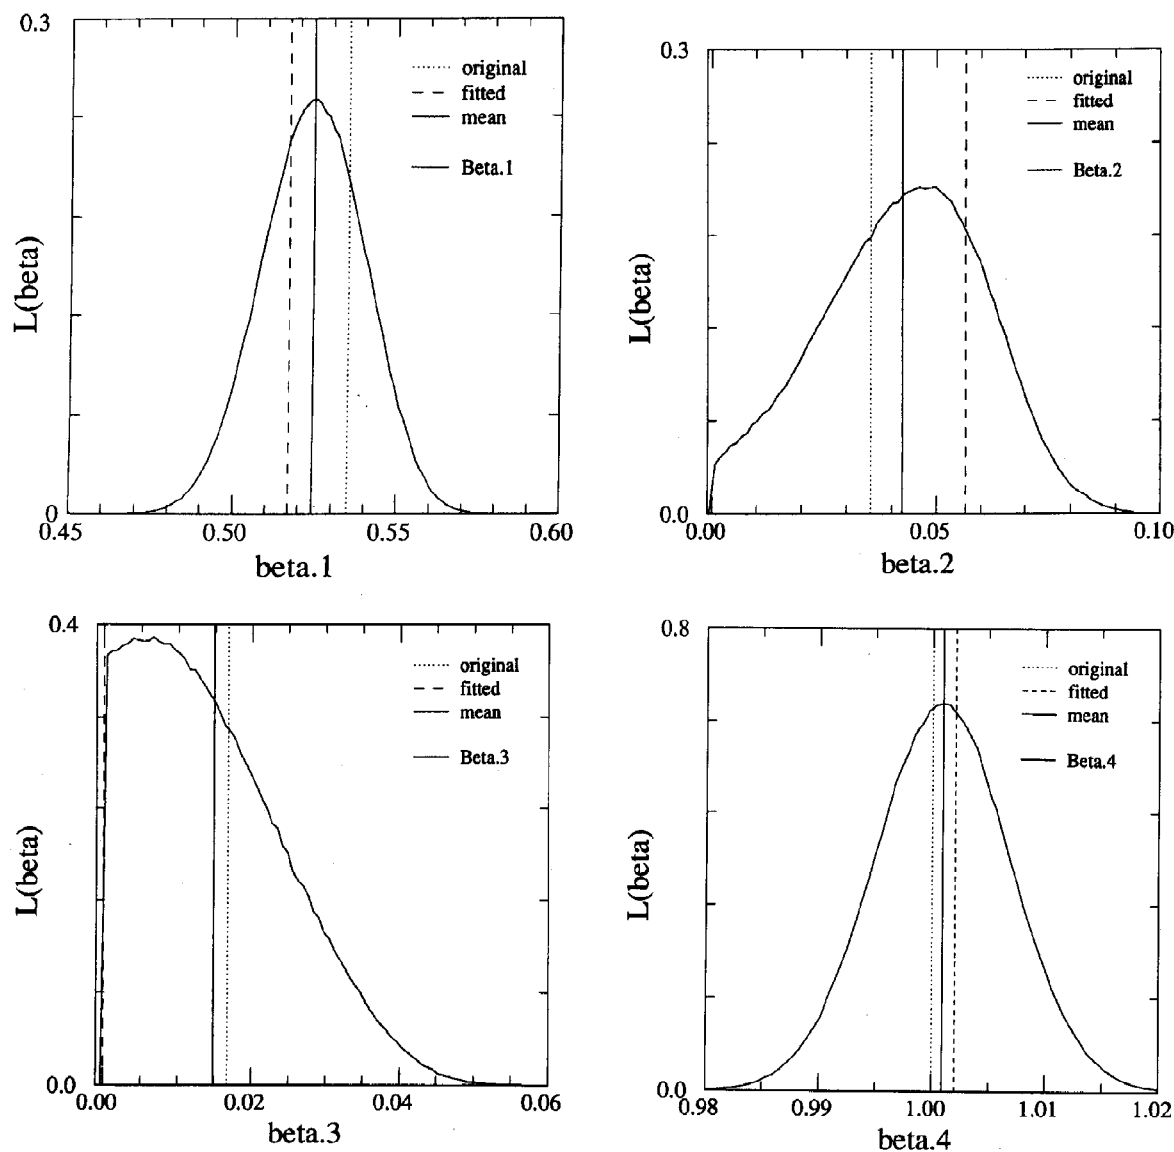 0.3
original
fitted
mean
Beta.1
L(beta)
0
0.45
0.50
0.55
0.60
beta.1
0.3
original
fitted
mean
Beta.2
L(beta)
0.0
0.00
0.05
0.10
beta.2
0.4
original
fitted
mean
Beta.3
L(beta)
0.0
0.00
0.02
0.04
0.06
beta.3
0.8
original
fitted
mean
Beta.4
L(beta)
0.0
0.98
0.99
1.00
1.01
1.02
beta.4